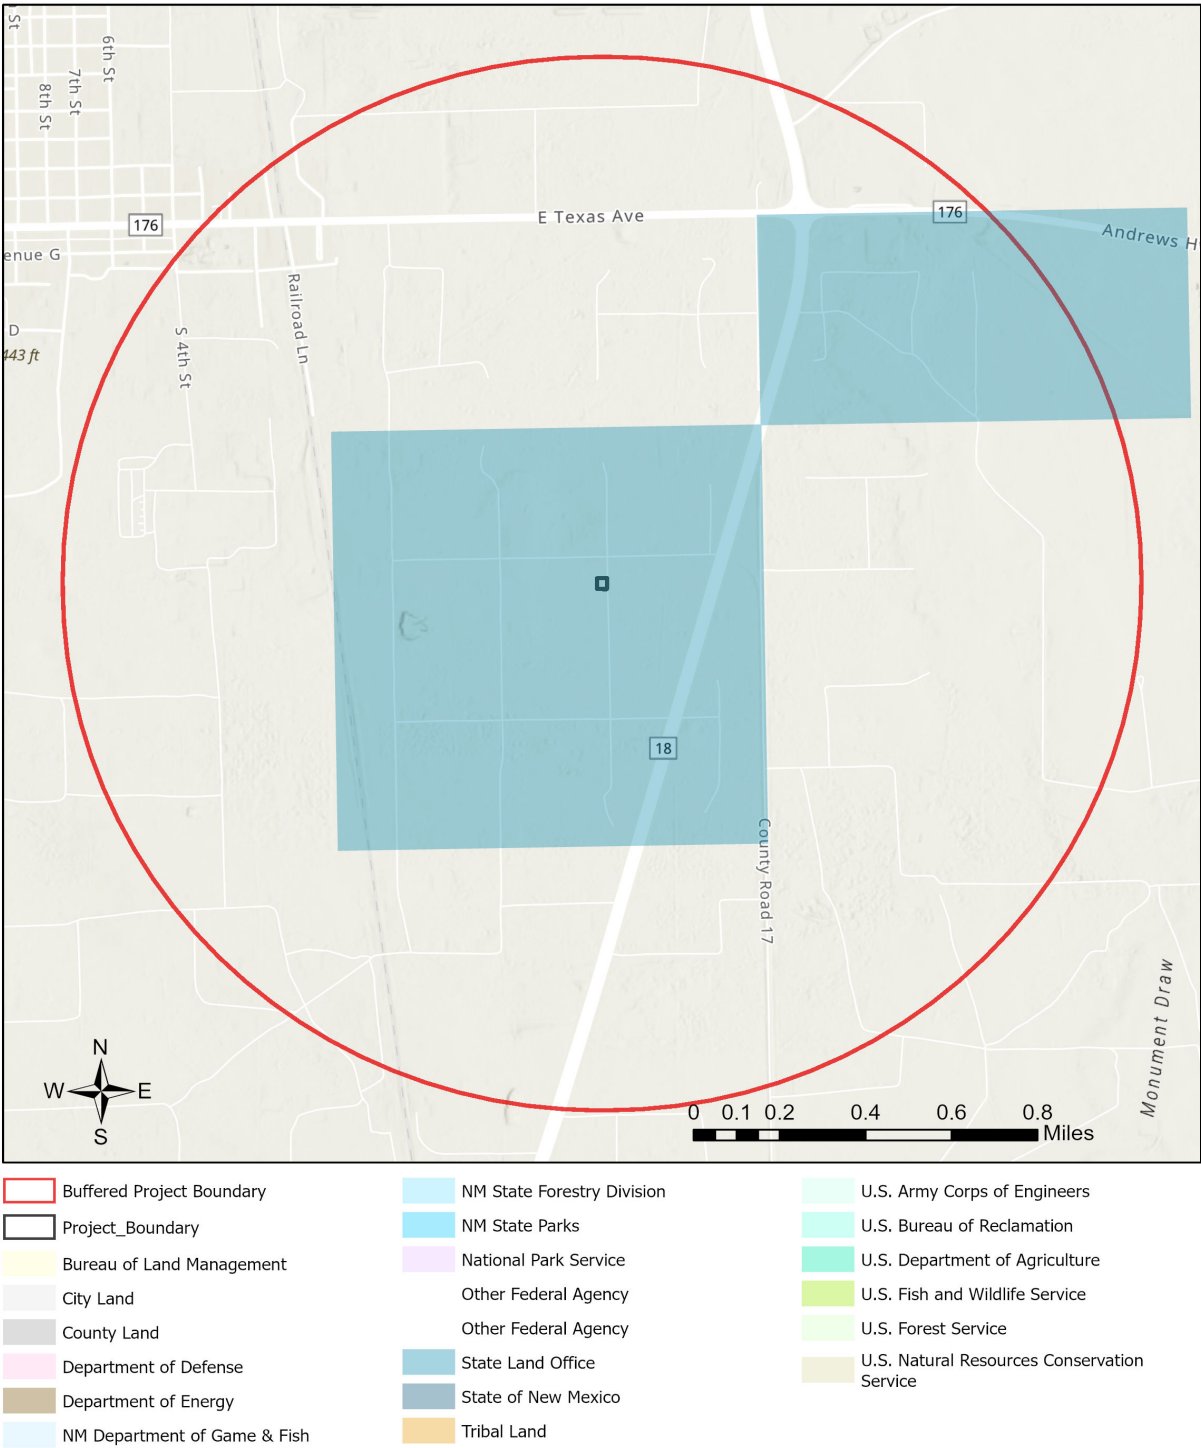 St
6th St
7th St
8th St
176
E Texas Ave
176
Andrews H
enue G
Railroad Ln
D
443 ft
S 4th St
18
County Road 17
Monument Draw
N
W E
S
0 0.1 0.2 0.4 0.6 0.8
Miles
Buffered Project Boundary
Project_Boundary
Bureau of Land Management
City Land
County Land
Department of Defense
Department of Energy
NM Department of Game & Fish
NM State Forestry Division
NM State Parks
National Park Service
Other Federal Agency
Other Federal Agency
State Land Office
State of New Mexico
Tribal Land
U.S. Army Corps of Engineers
U.S. Bureau of Reclamation
U.S. Department of Agriculture
U.S. Fish and Wildlife Service
U.S. Forest Service
U.S. Natural Resources Conservation
Service